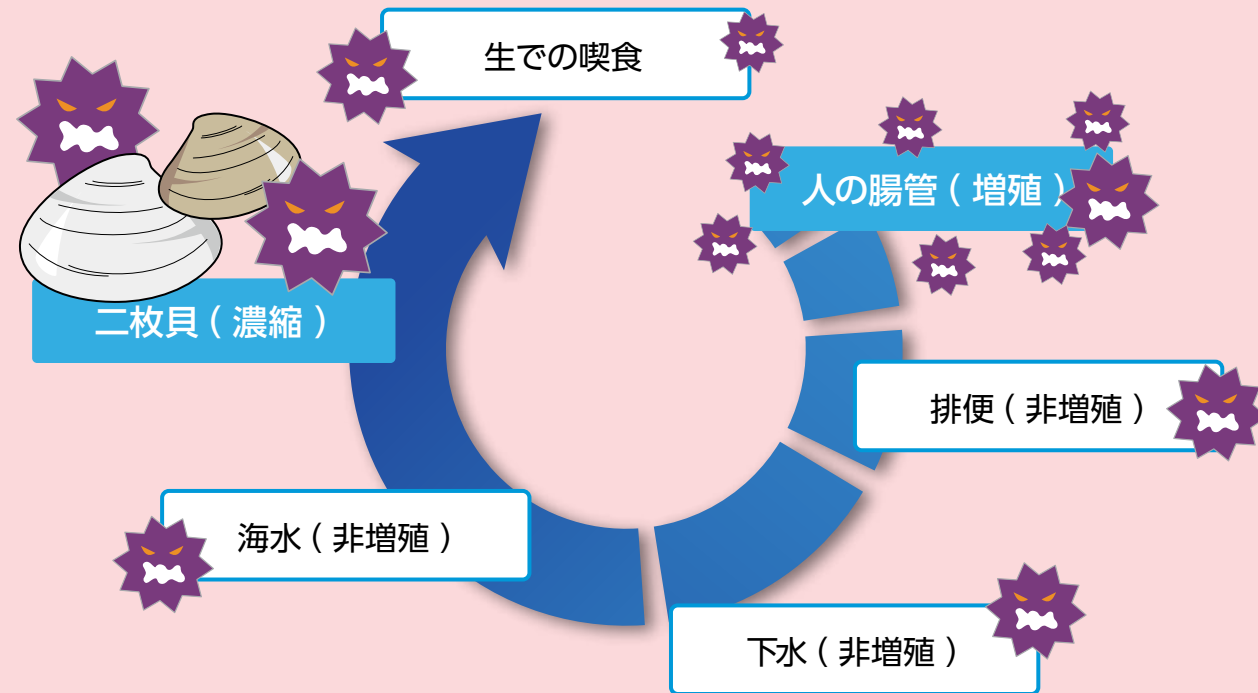 生での喫食
人の腸管（増殖）
二枚貝（濃縮）
排便（非増殖）
海水（非増殖）
下水（非増殖）